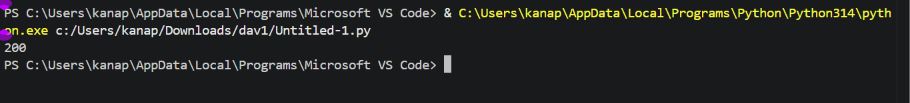 PS C:\Users\kanap\AppData\Local\Programs\Microsoft VS Code> & C:\Users\kanap\AppData\Local\Programs\Python\Python314\pyth
on.exe c:/Users/kanap/Downloads/dav1/Untitled-1.py
200
PS C:\Users\kanap\AppData\Local\Programs\Microsoft VS Code>